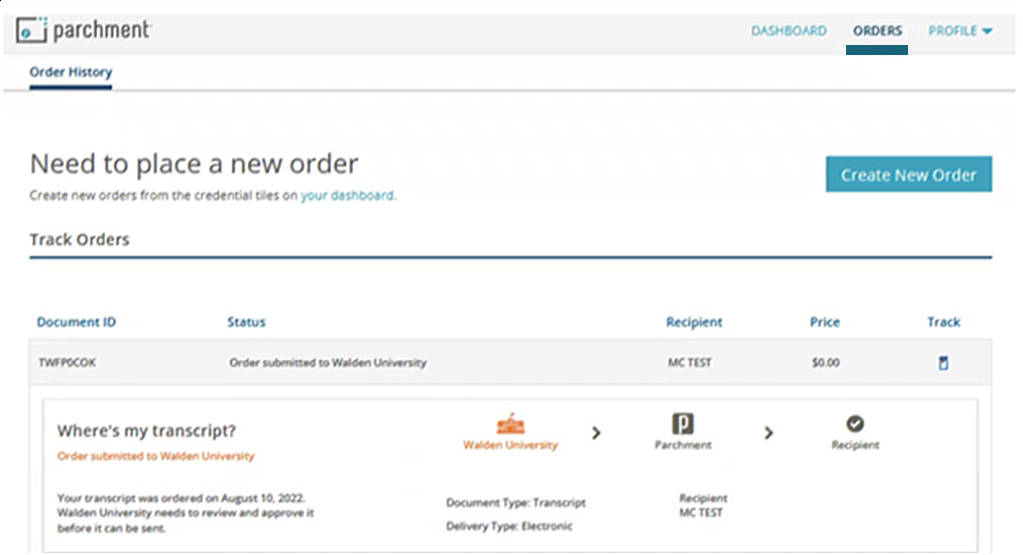 parchment
DASHBOARD ORDERS PROFILE
Order History
Need to place a new order
Create new orders from the credential tiles on your dashboard.
Create New Order
Track Orders
Document ID Status Recipient Price Track
TWFP0COK Order submitted to Walden University MC TEST $0.00
Where's my transcript?
Order submitted to Walden University
Walden University Parchment Recipient
Your transcript was ordered on August 10, 2022.
Walden University needs to review and approve it
before it can be sent.
Document Type: Transcript
Delivery Type: Electronic
Recipient
MC TEST